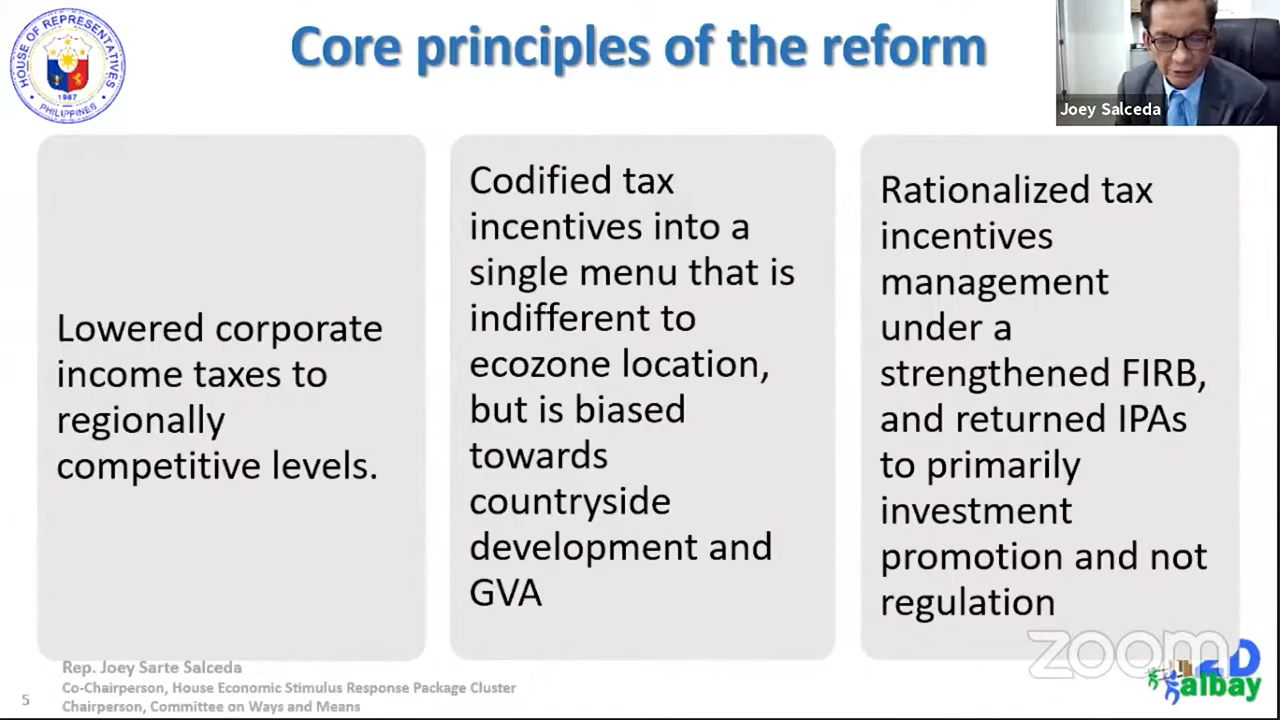 HOUSE OF REPRESENTATIVES
1987
PHILIPPINES
Core principles of the reform
Joey Salceda
Lowered corporate
income taxes to
regionally
competitive levels.
Codified tax
incentives into a
single menu that is
indifferent to
ecozone location,
but is biased
towards
countryside
development and
GVA
Rationalized tax
incentives
management
under a
strengthened FIRB,
and returned IPAs
to primarily
investment
promotion and not
regulation
Rep. Joey Sarte Salceda
Co-Chairperson, House Economic Stimulus Response Package Cluster
Chairperson, Committee on Ways and Means
5
zoom
albay